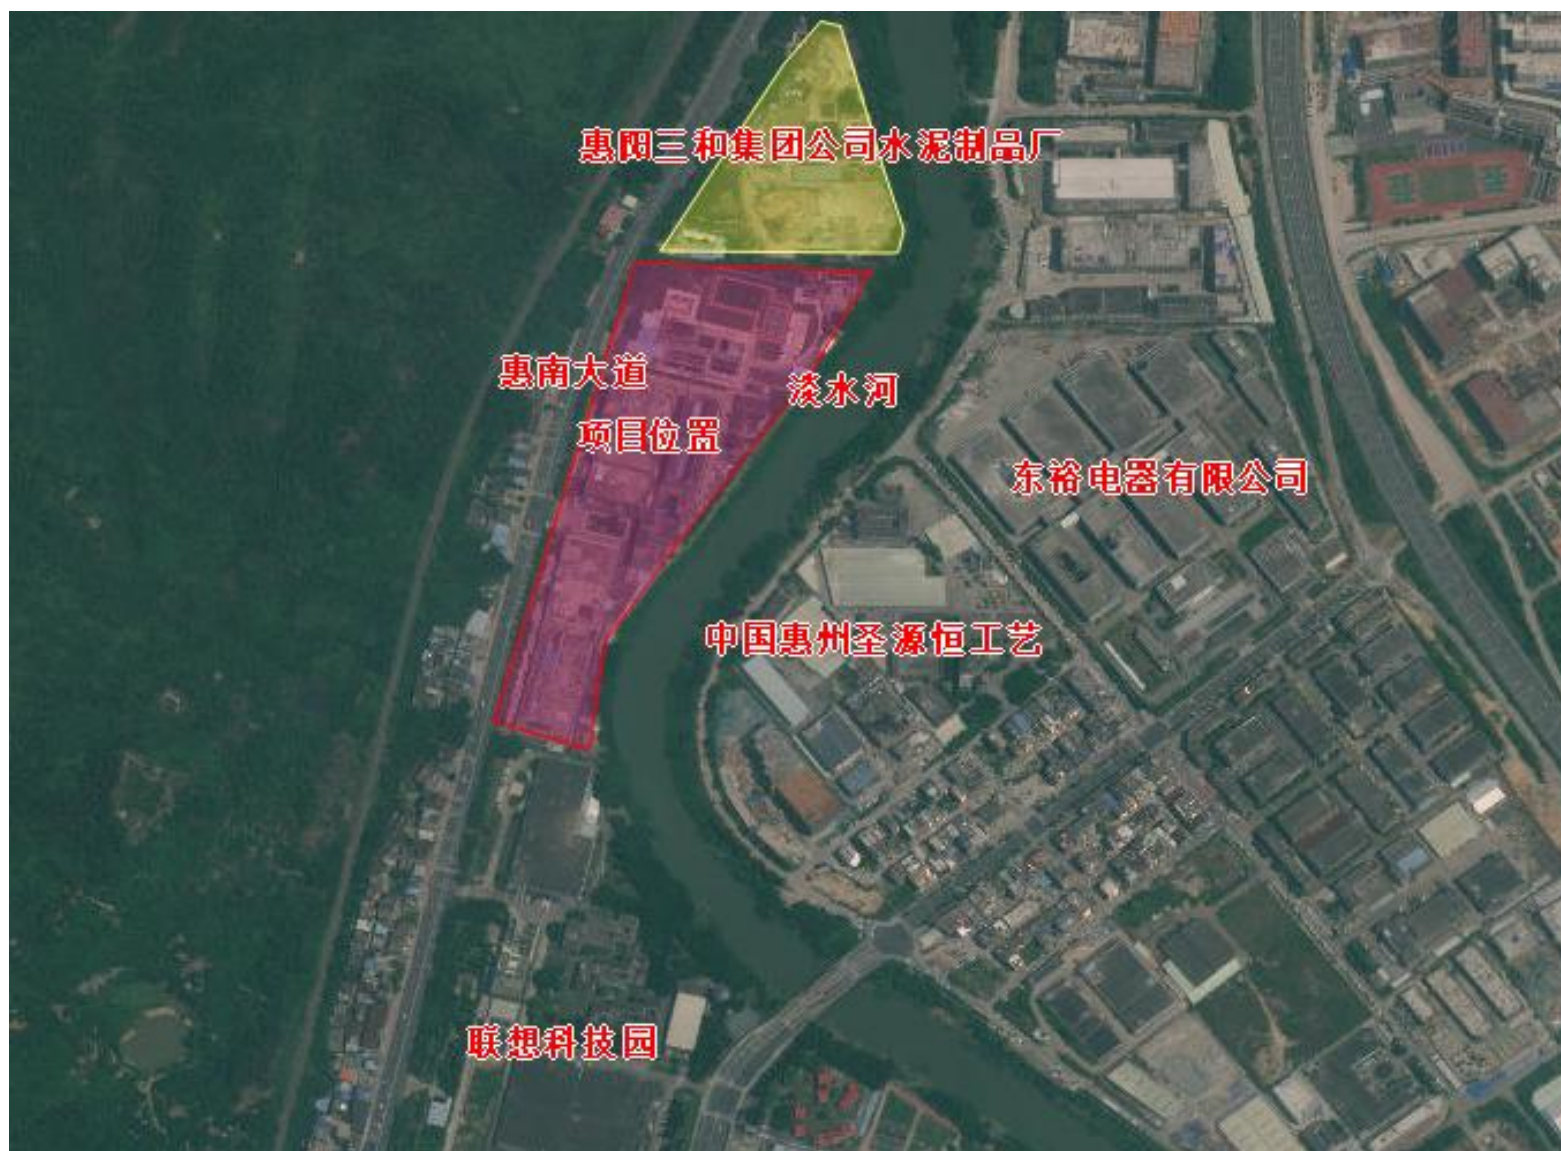 惠阳三和集团公司水泥制品厂
惠南大道
淡水河
项目位置
东裕电器有限公司
中国惠州圣源恒工艺
联想科技园